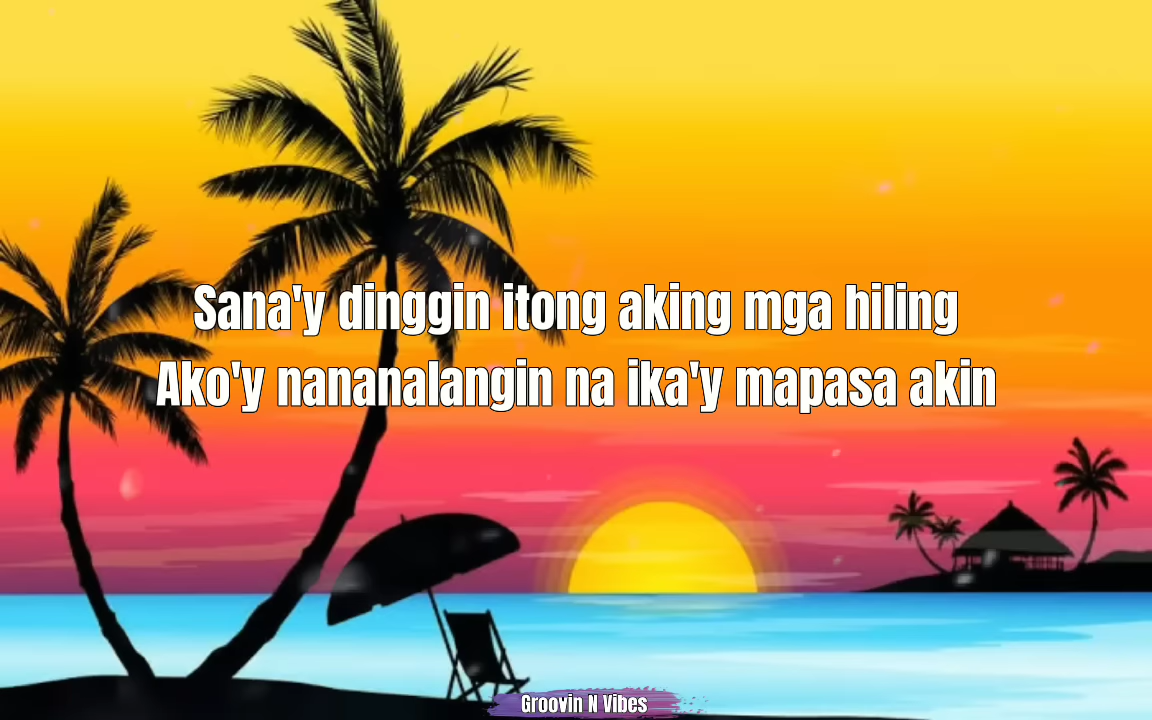 Sana'y dinggin itong aking mga hiling
Ako'y nananalangin na ika'y mapasa akin
Groovin N Vibes